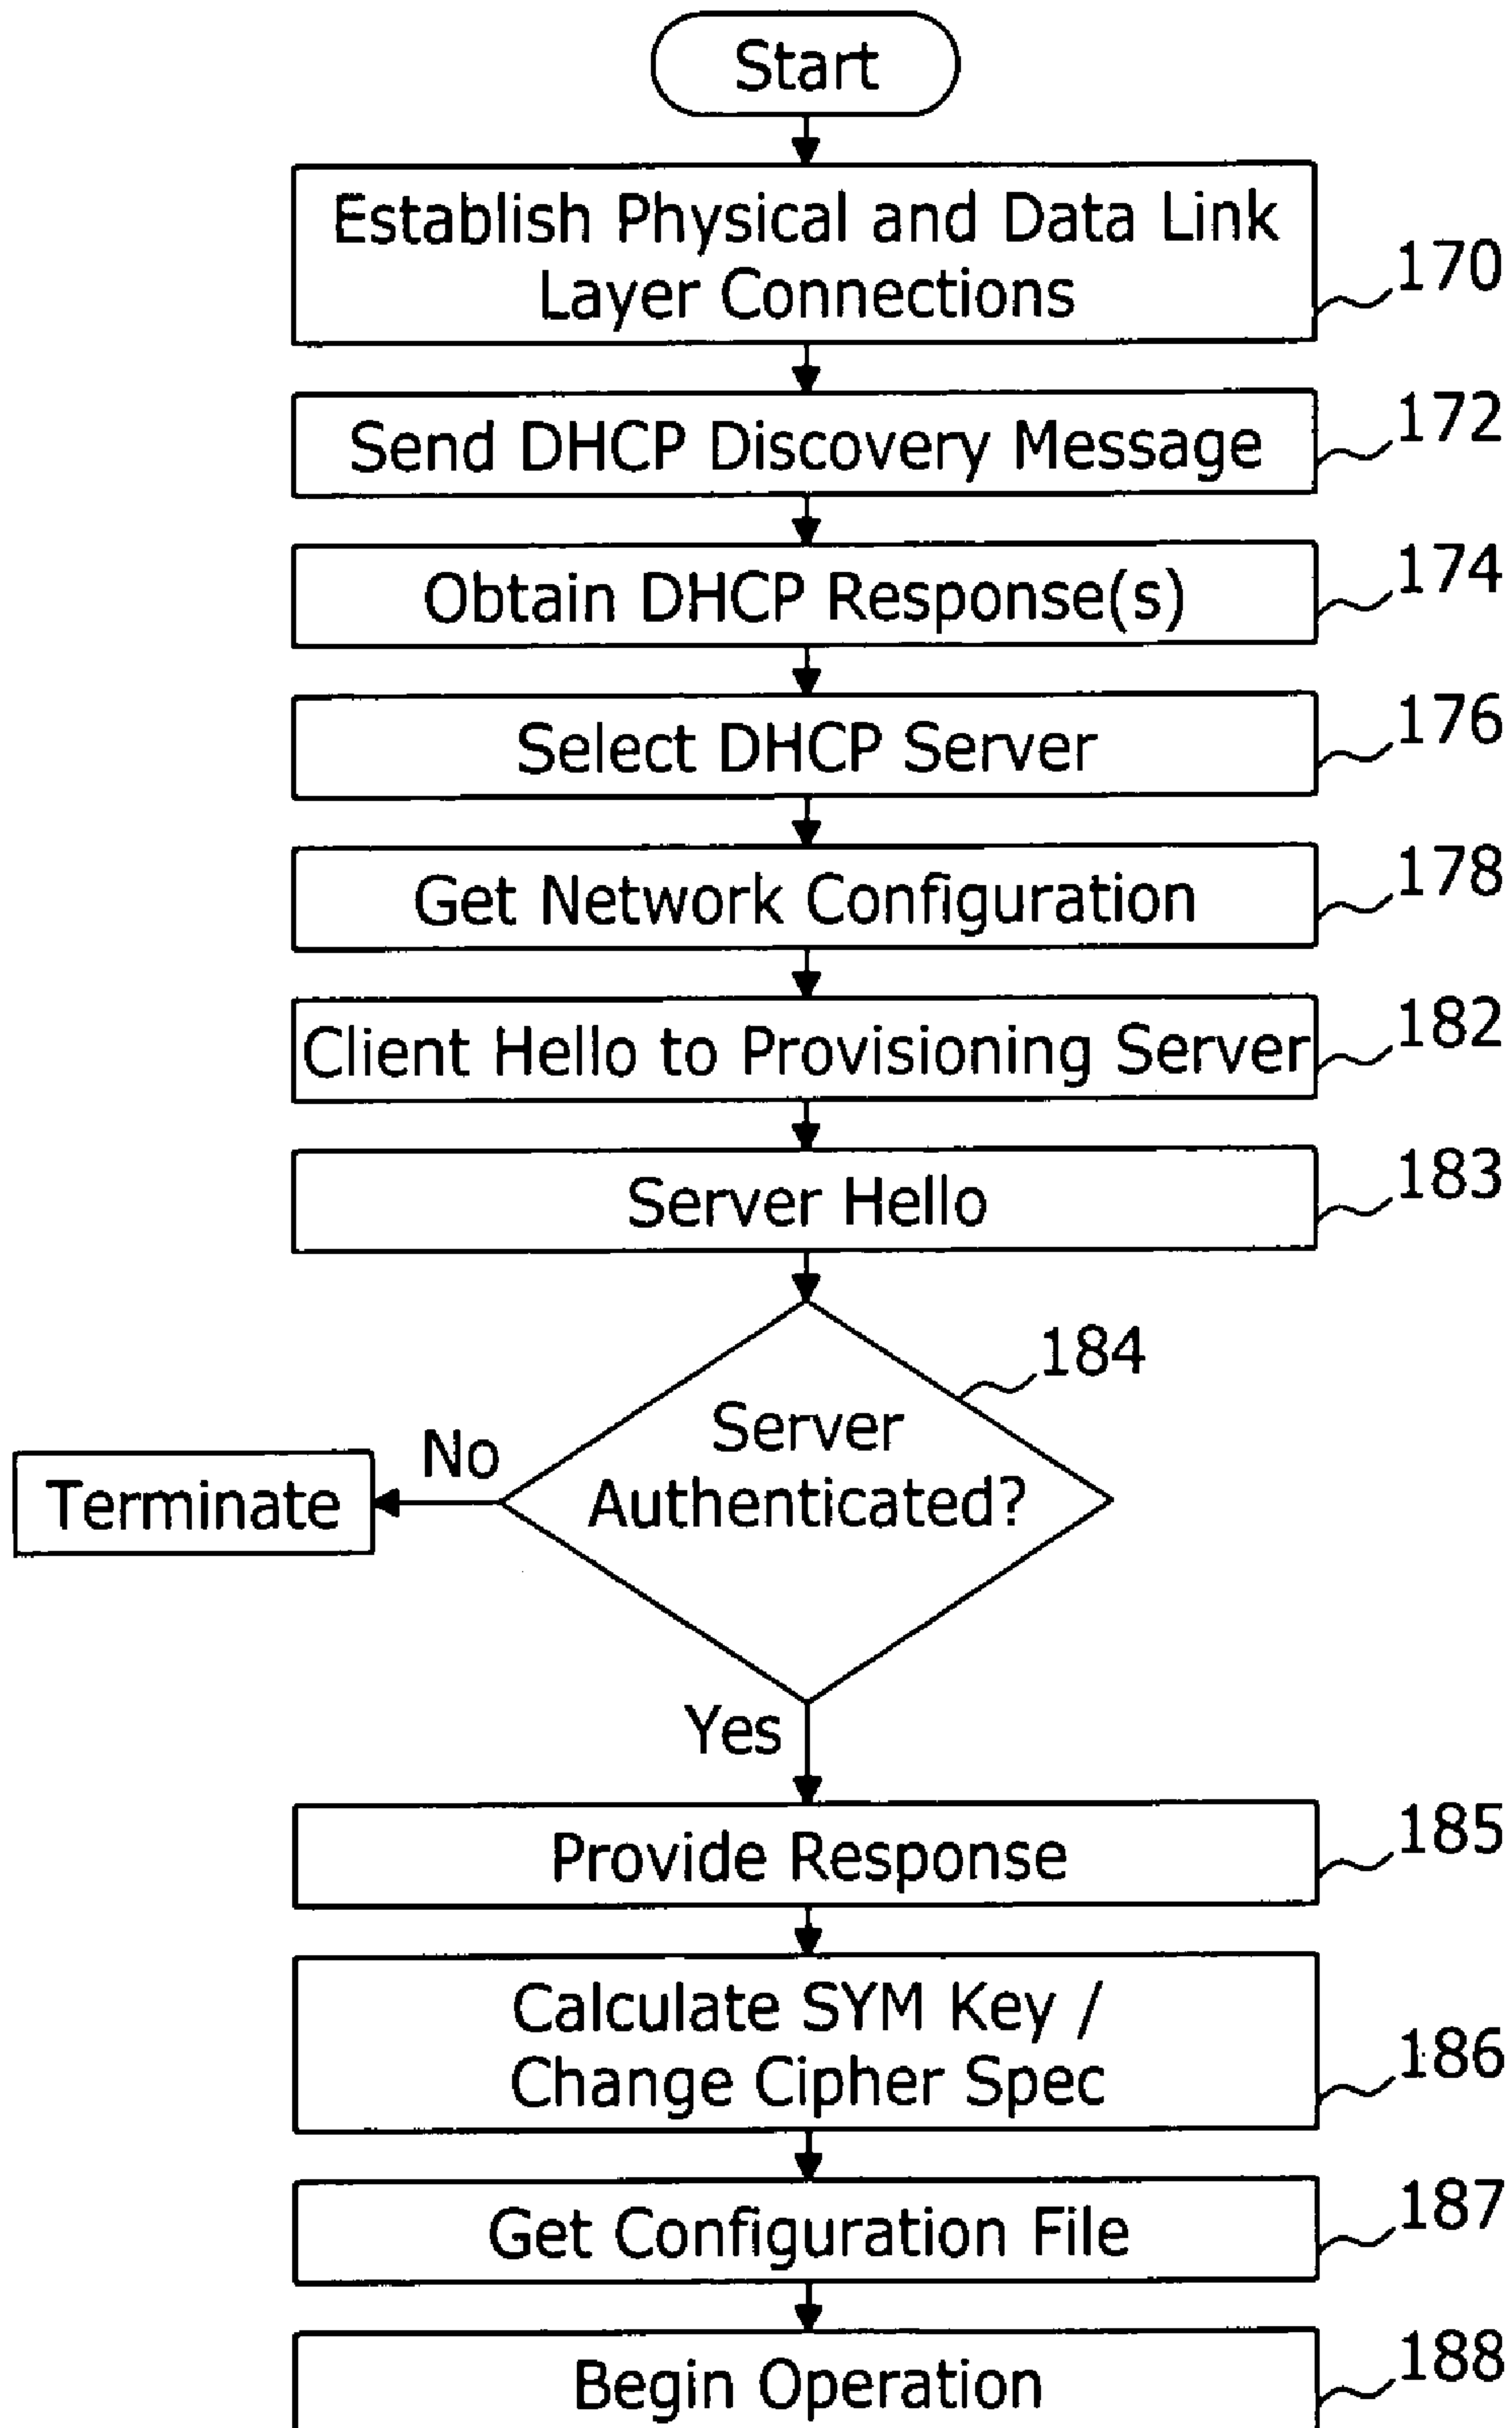 Start
Establish Physical and Data Link
Layer Connections
170
Send DHCP Discovery Message
172
Obtain DHCP Response(s)
174
Select DHCP Server
176
Get Network Configuration
178
Client Hello to Provisioning Server
182
Server Hello
183
184
Server
Authenticated?
No
Terminate
Yes
Provide Response
185
Calculate SYM Key /
Change Cipher Spec
186
Get Configuration File
187
Begin Operation
188